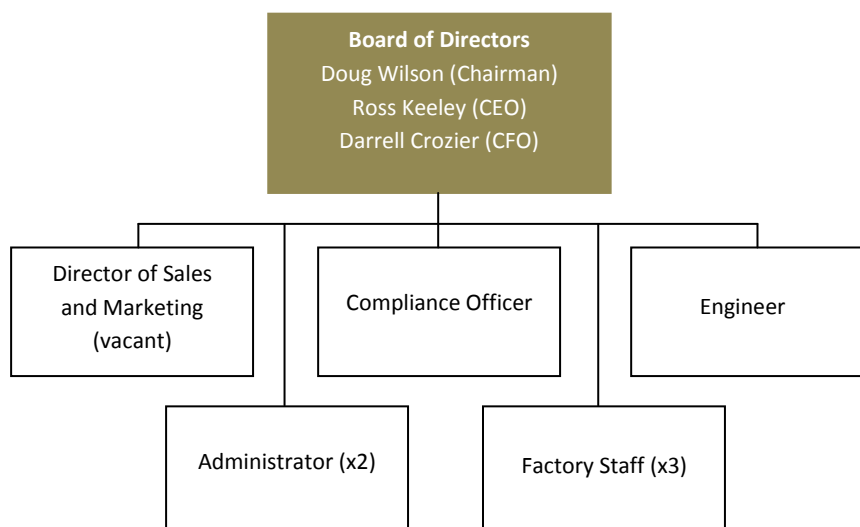 Board of Directors
Doug Wilson (Chairman)
Ross Keeley (CEO)
Darrell Crozier (CFO)
Director of Sales
and Marketing
(vacant)
Compliance Officer
Engineer
Administrator (x2)
Factory Staff (x3)